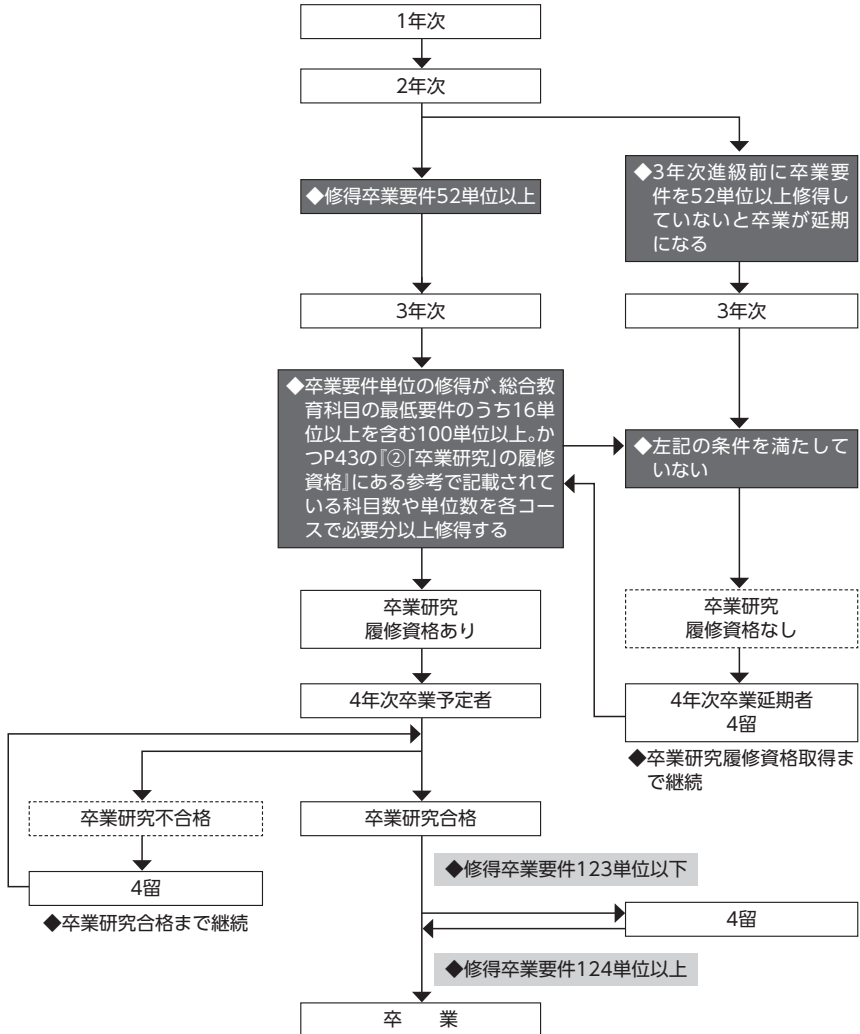 1年次
2年次
◆修得卒業要件52単位以上
◆3年次進級前に卒業要
件を52単位以上修得し
ていないと卒業が延期
になる
3年次
3年次
◆卒業要件単位の修得が、総合教
育科目の最低要件のうち16単
位以上を含む100単位以上。か
つP43の『②「卒業研究」の履修
資格』にある参考で記載されて
いる科目数や単位数を各コー
スで必要分以上修得する
◆左記の条件を満たして
いない
卒業研究
履修資格あり
卒業研究
履修資格なし
4年次卒業予定者
4年次卒業延期者
4留
◆卒業研究履修資格取得ま
で継続
卒業研究不合格
卒業研究合格
4留
◆卒業研究合格まで継続
◆修得卒業要件123単位以下
4留
◆修得卒業要件124単位以上
卒　業